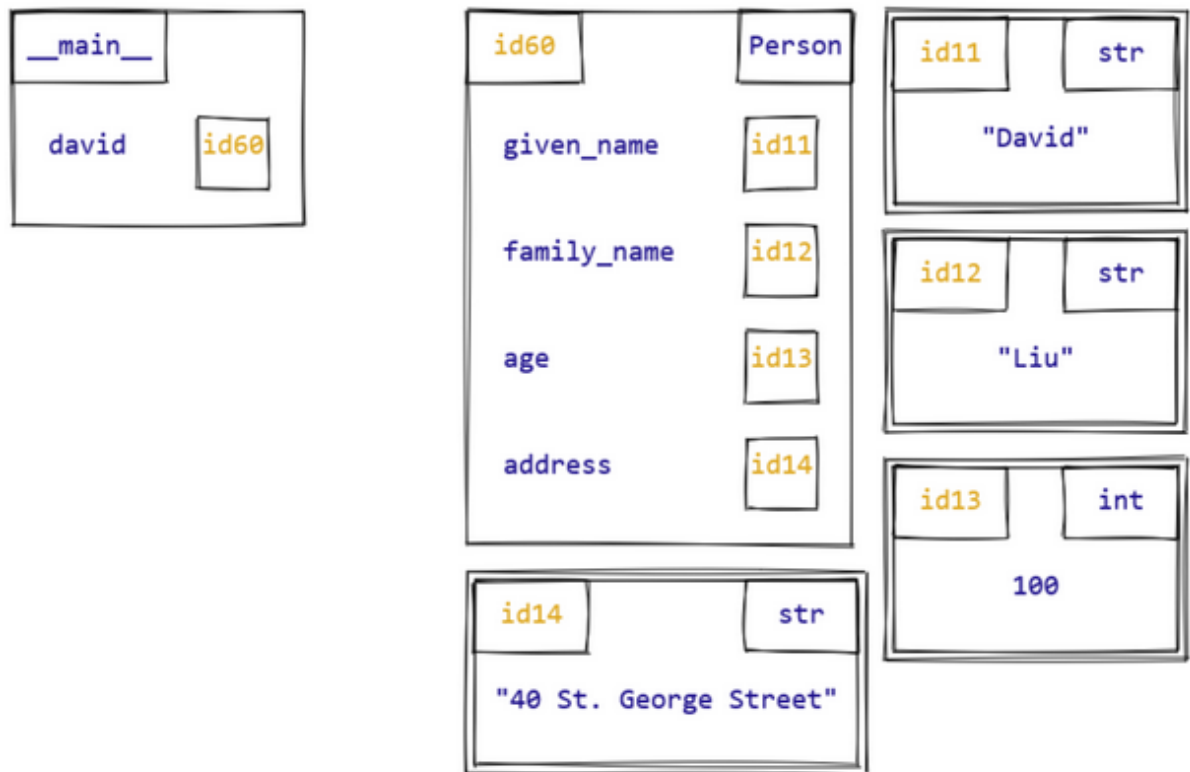 __main__
david id60
id60 Person
given_name id11
family_name id12
age id13
address id14
id14 str
"40 St. George Street"
id11 str
"David"
id12 str
"Liu"
id13 int
100